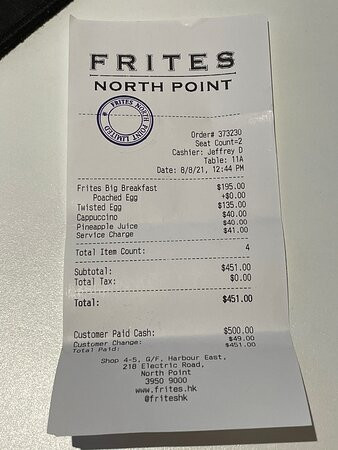 FRITES
NORTH POINT
FRITES NORTH POINT LIMITED
Order# 373230
Seat Count=2
Cashier: Jeffrey D
Table: 11A
Date: 8/8/21, 12:44 PM
Frites Big Breakfast $195.00
Poached Egg +$0.00
Twisted Egg $135.00
Cappuccino $40.00
Pineapple Juice $40.00
Service Charge $41.00
Total Item Count: 4
Subtotal: $451.00
Total Tax: $0.00
Total: $451.00
Customer Paid Cash: $500.00
Customer Change: $49.00
Total Paid: $451.00
Shop 4-5, G/F, Harbour East,
218 Electric Road,
North Point
3950 9000
www.frites.hk
@friteshk